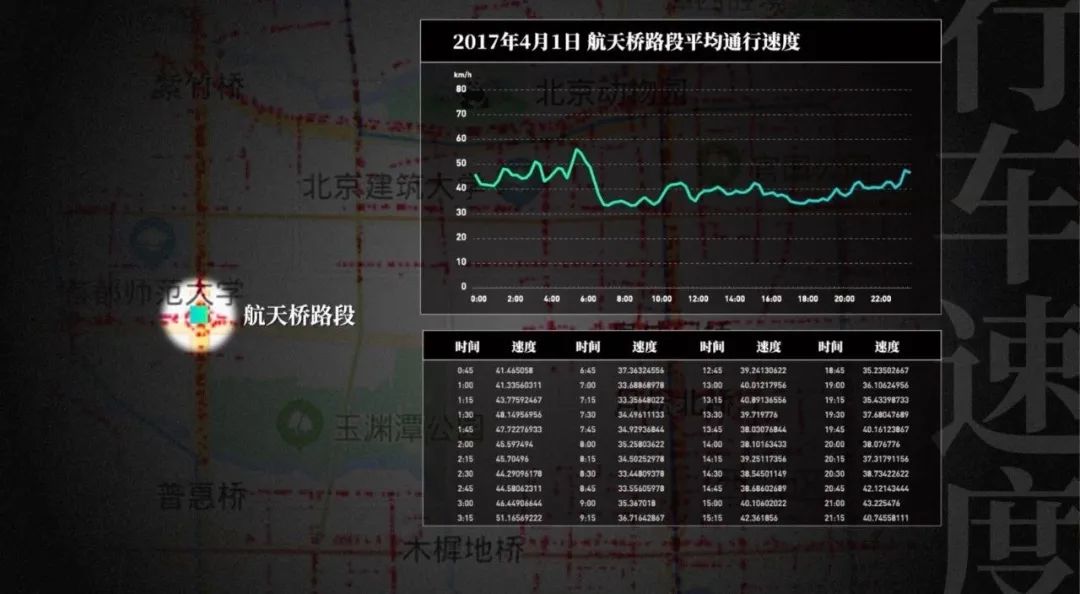 行车速度
2017年4月1日 航天桥路段平均通行速度
km/h
80
70
60
50
40
30
20
10
0
0:00 2:00 4:00 6:00 8:00 10:00 12:00 14:00 16:00 18:00 20:00 22:00
紫竹桥
北京动物园
北京建筑大学
首都师范大学
航天桥路段
玉渊潭公园
普惠桥
木樨地桥
时间 速度 时间 速度 时间 速度 时间 速度
0:45 41.465058 6:45 37.36324556 12:45 39.24130622 18:45 35.23502667
1:00 41.33560311 7:00 33.68868978 13:00 40.01217956 19:00 36.10624956
1:15 43.77592467 7:15 33.35648022 13:15 40.89136556 19:15 35.43398733
1:30 48.14956956 7:30 34.49611133 13:30 39.719776 19:30 37.68047689
1:45 47.72276933 7:45 34.92936844 13:45 38.03076844 19:45 40.16123867
2:00 45.597494 8:00 35.25803622 14:00 38.10163433 20:00 38.076776
2:15 45.70496 8:15 34.50252978 14:15 39.25117356 20:15 37.31791156
2:30 44.29096178 8:30 33.44809378 14:30 38.54501149 20:30 38.73422622
2:45 44.58062311 8:45 33.55605978 14:45 38.68602689 20:45 42.12143444
3:00 46.44906644 9:00 35.367018 15:00 40.10602022 21:00 43.225476
3:15 51.16569222 9:15 36.71642867 15:15 42.361856 21:15 40.74558111